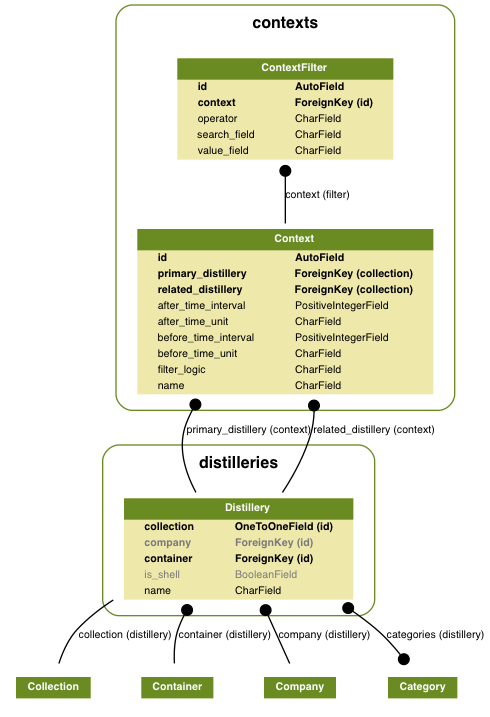 contexts
ContextFilter
id AutoField
context ForeignKey (id)
operator CharField
search_field CharField
value_field CharField
context (filter)
Context
id AutoField
primary_distillery ForeignKey (collection)
related_distillery ForeignKey (collection)
after_time_interval PositiveIntegerField
after_time_unit CharField
before_time_interval PositiveIntegerField
before_time_unit CharField
filter_logic CharField
name CharField
primary_distillery (context) related_distillery (context)
distilleries
Distillery
collection OneToOneField (id)
company ForeignKey (id)
container ForeignKey (id)
is_shell BooleanField
name CharField
collection (distillery) container (distillery) company (distillery) categories (distillery)
Collection Container Company Category